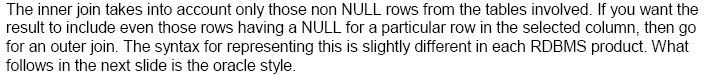 The inner join takes into account only those non NULL rows from the tables involved. If you want the
result to include even those rows having a NULL for a particular row in the selected column, then go
for an outer join. The syntax for representing this is slightly different in each RDBMS product. What
follows in the next slide is the oracle style.